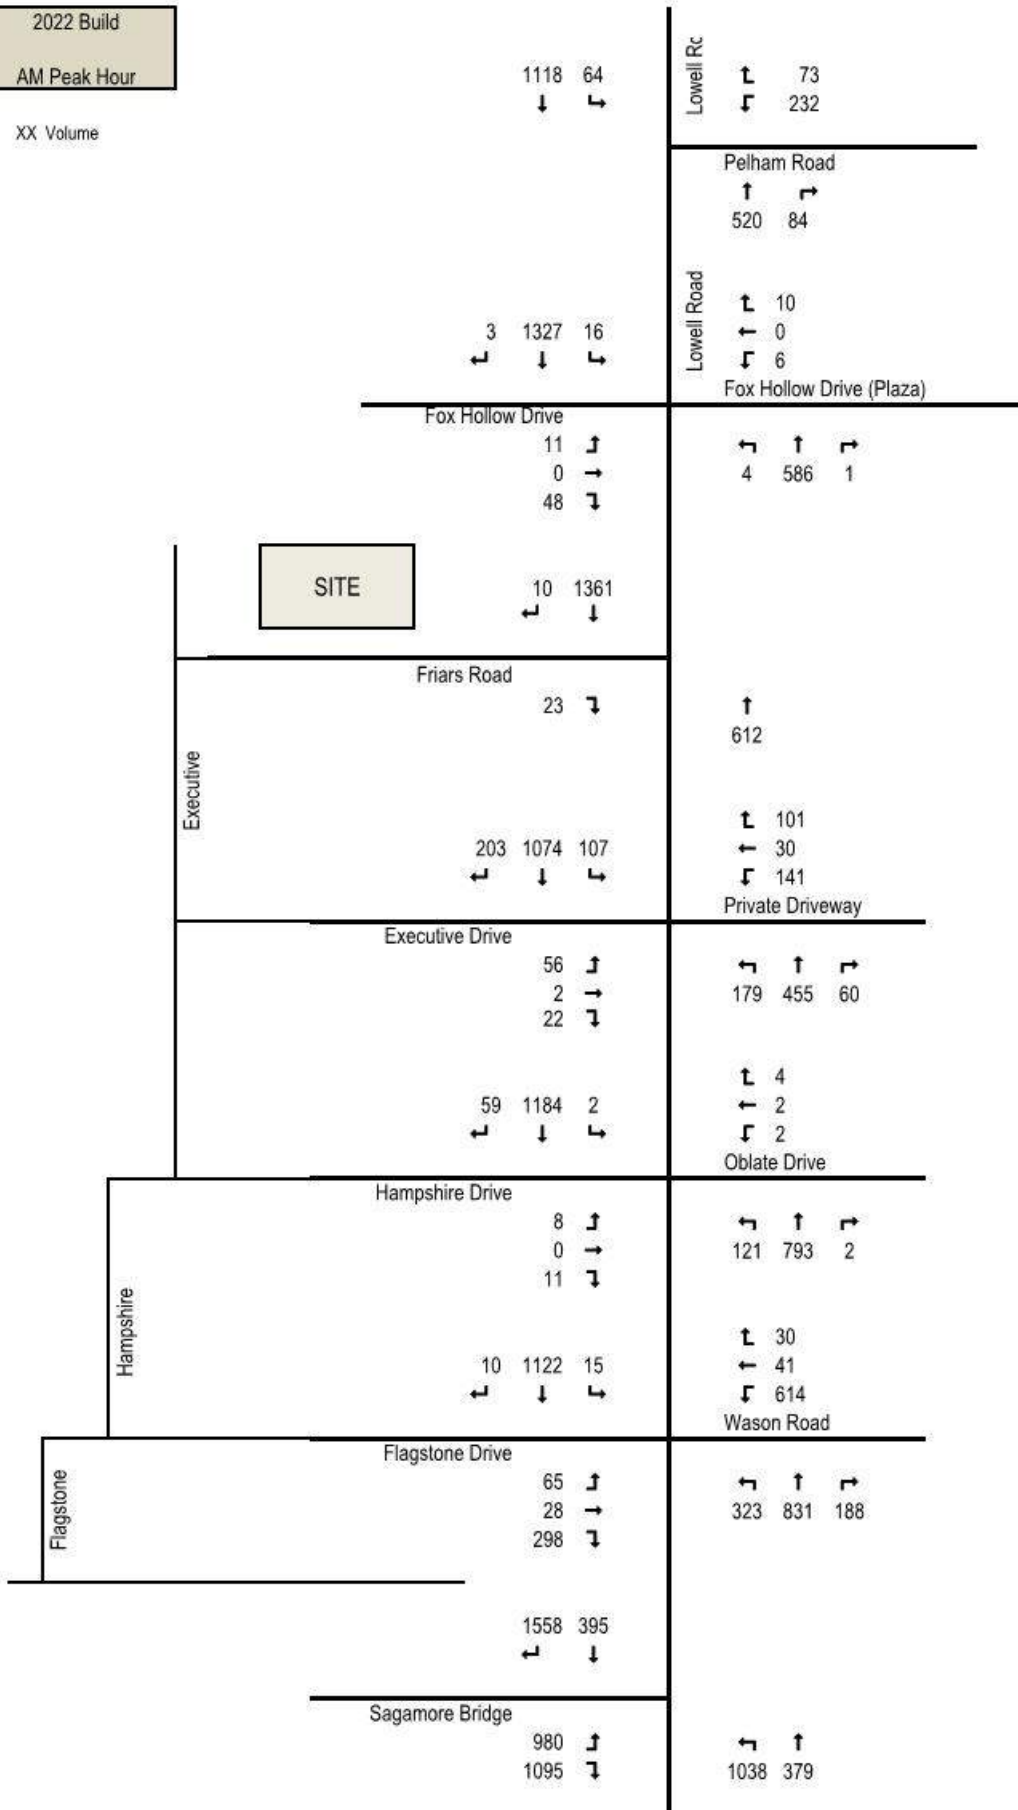 2022 Build
AM Peak Hour
XX Volume
1118 64
Lowell Rc
73
232
Pelham Road
520 84
Lowell Road
10
0
6
3 1327 16
Fox Hollow Drive (Plaza)
Fox Hollow Drive
11
0
48
4 586 1
SITE
10 1361
Friars Road
23
612
Executive
101
30
141
203 1074 107
Private Driveway
Executive Drive
56
2
22
179 455 60
4
2
2
59 1184 2
Oblate Drive
Hampshire Drive
8
0
11
121 793 2
Hampshire
30
41
614
10 1122 15
Wason Road
Flagstone Drive
65
28
298
323 831 188
Flagstone
1558 395
Sagamore Bridge
980
1095
1038 379